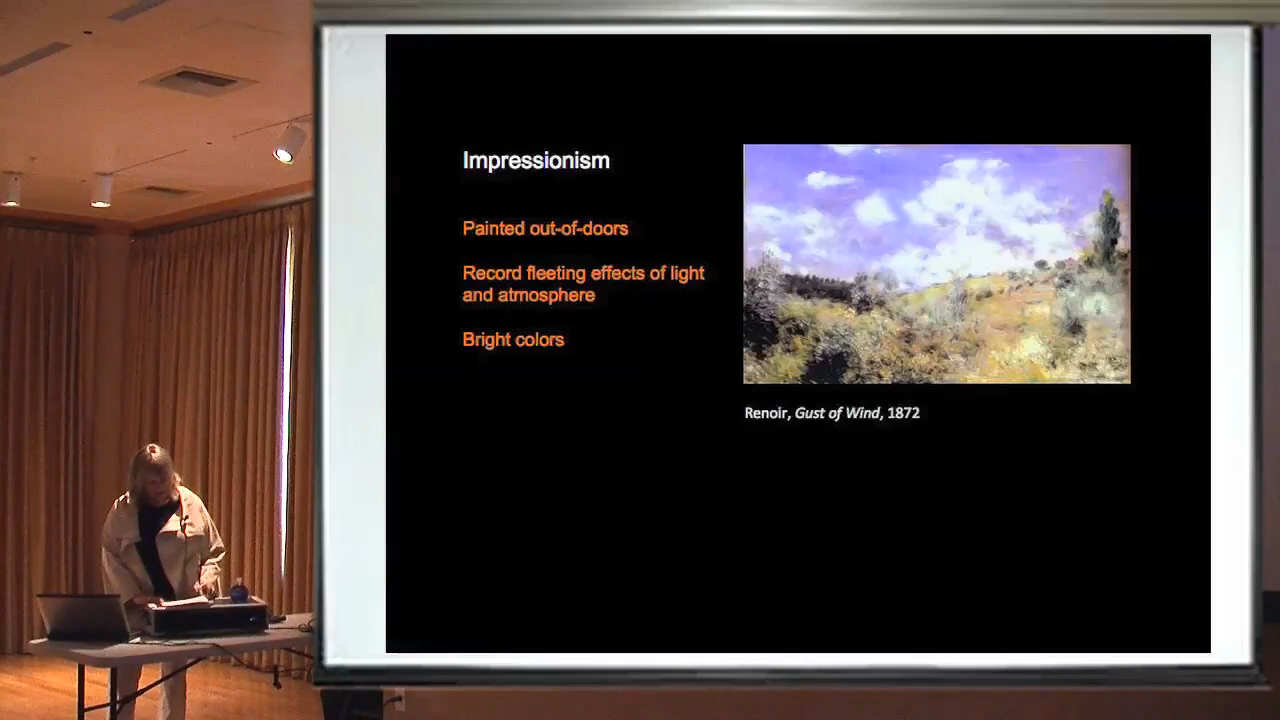 Impressionism
Painted out-of-doors
Record fleeting effects of light
and atmosphere
Bright colors
Renoir, Gust of Wind, 1872